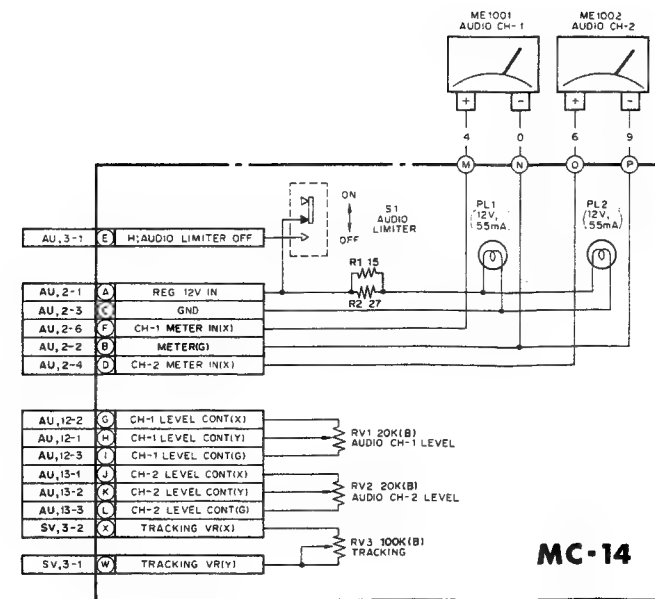 ME1001
AUDIO CH-1
ME1002
AUDIO CH-2
+ - + -
4 0 6 9
M N O P
ON
OFF
S1
AUDIO
LIMITER
PL1
(12V,
55mA)
PL2
(12V,
55mA)
AU,3-1 E H;AUDIO LIMITER OFF
R1 15
R2 27
AU,2-1 A REG 12V IN
AU,2-3 C GND
AU,2-6 F CH-1 METER IN(X)
AU,2-2 B METER(G)
AU,2-4 D CH-2 METER IN(X)
AU,12-2 G CH-1 LEVEL CONT(X)
AU,12-1 H CH-1 LEVEL CONT(Y)
AU,12-3 I CH-1 LEVEL CONT(G)
RV1 20K(B)
AUDIO CH-1 LEVEL
AU,13-1 J CH-2 LEVEL CONT(X)
AU,13-2 K CH-2 LEVEL CONT(Y)
AU,13-3 L CH-2 LEVEL CONT(G)
RV2 20K(B)
AUDIO CH-2 LEVEL
SV,3-2 X TRACKING VR(X)
SV,3-1 W TRACKING VR(Y)
RV3 100K(B)
TRACKING
MC-14